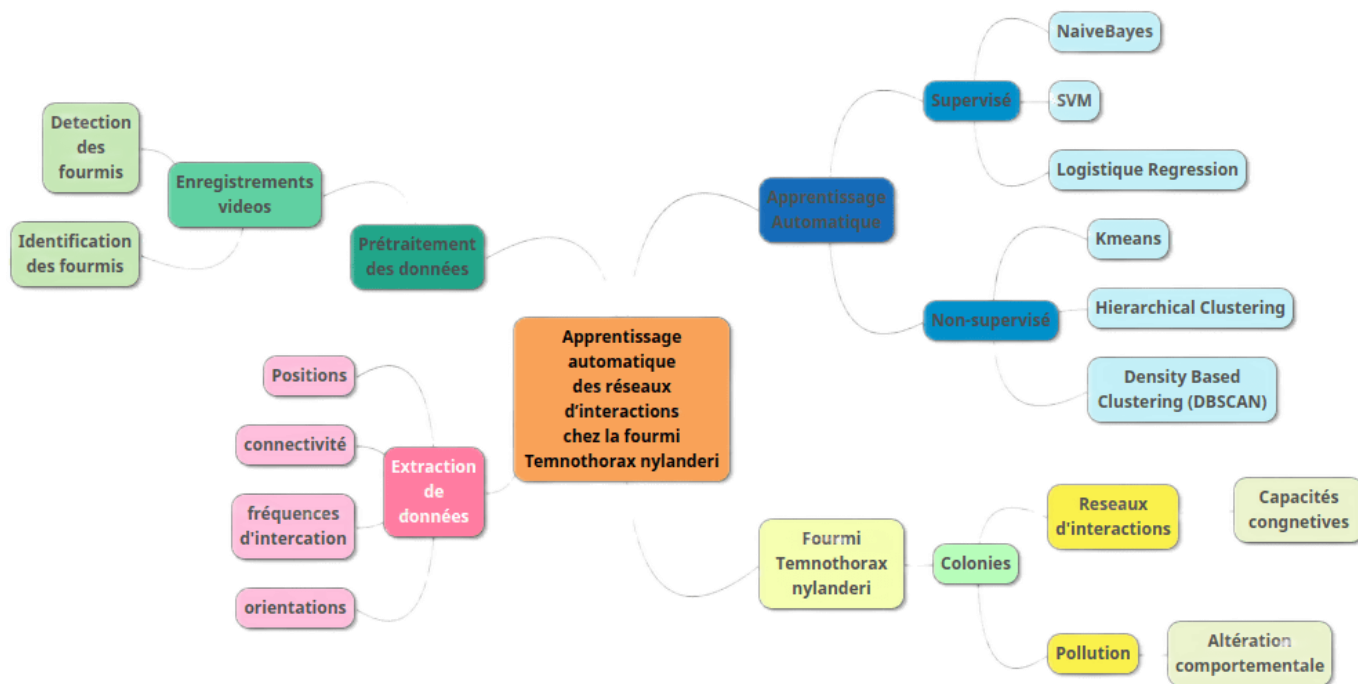 NaiveBayes
Supervisé
SVM
Logistique Regression
Apprentissage
Automatique
Kmeans
Non-supervisé
Hierarchical Clustering
Density Based
Clustering (DBSCAN)
Detection
des
fourmis
Enregistrements
videos
Identification
des fourmis
Prétraitement
des données
Apprentissage
automatique
des réseaux
d'interactions
chez la fourmi
Temnothorax nylanderi
Positions
connectivité
Extraction
de
données
fréquences
d'intercation
orientations
Fourmi
Temnothorax
nylanderi
Colonies
Reseaux
d'interactions
Capacités
congnetives
Pollution
Altération
comportementale